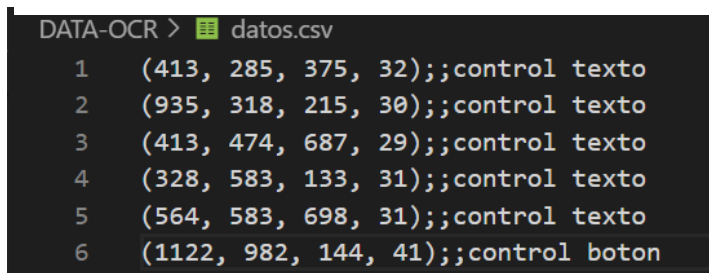 DATA-OCR > datos.csv
1 (413, 285, 375, 32);;control texto
2 (935, 318, 215, 30);;control texto
3 (413, 474, 687, 29);;control texto
4 (328, 583, 133, 31);;control texto
5 (564, 583, 698, 31);;control texto
6 (1122, 982, 144, 41);;control boton